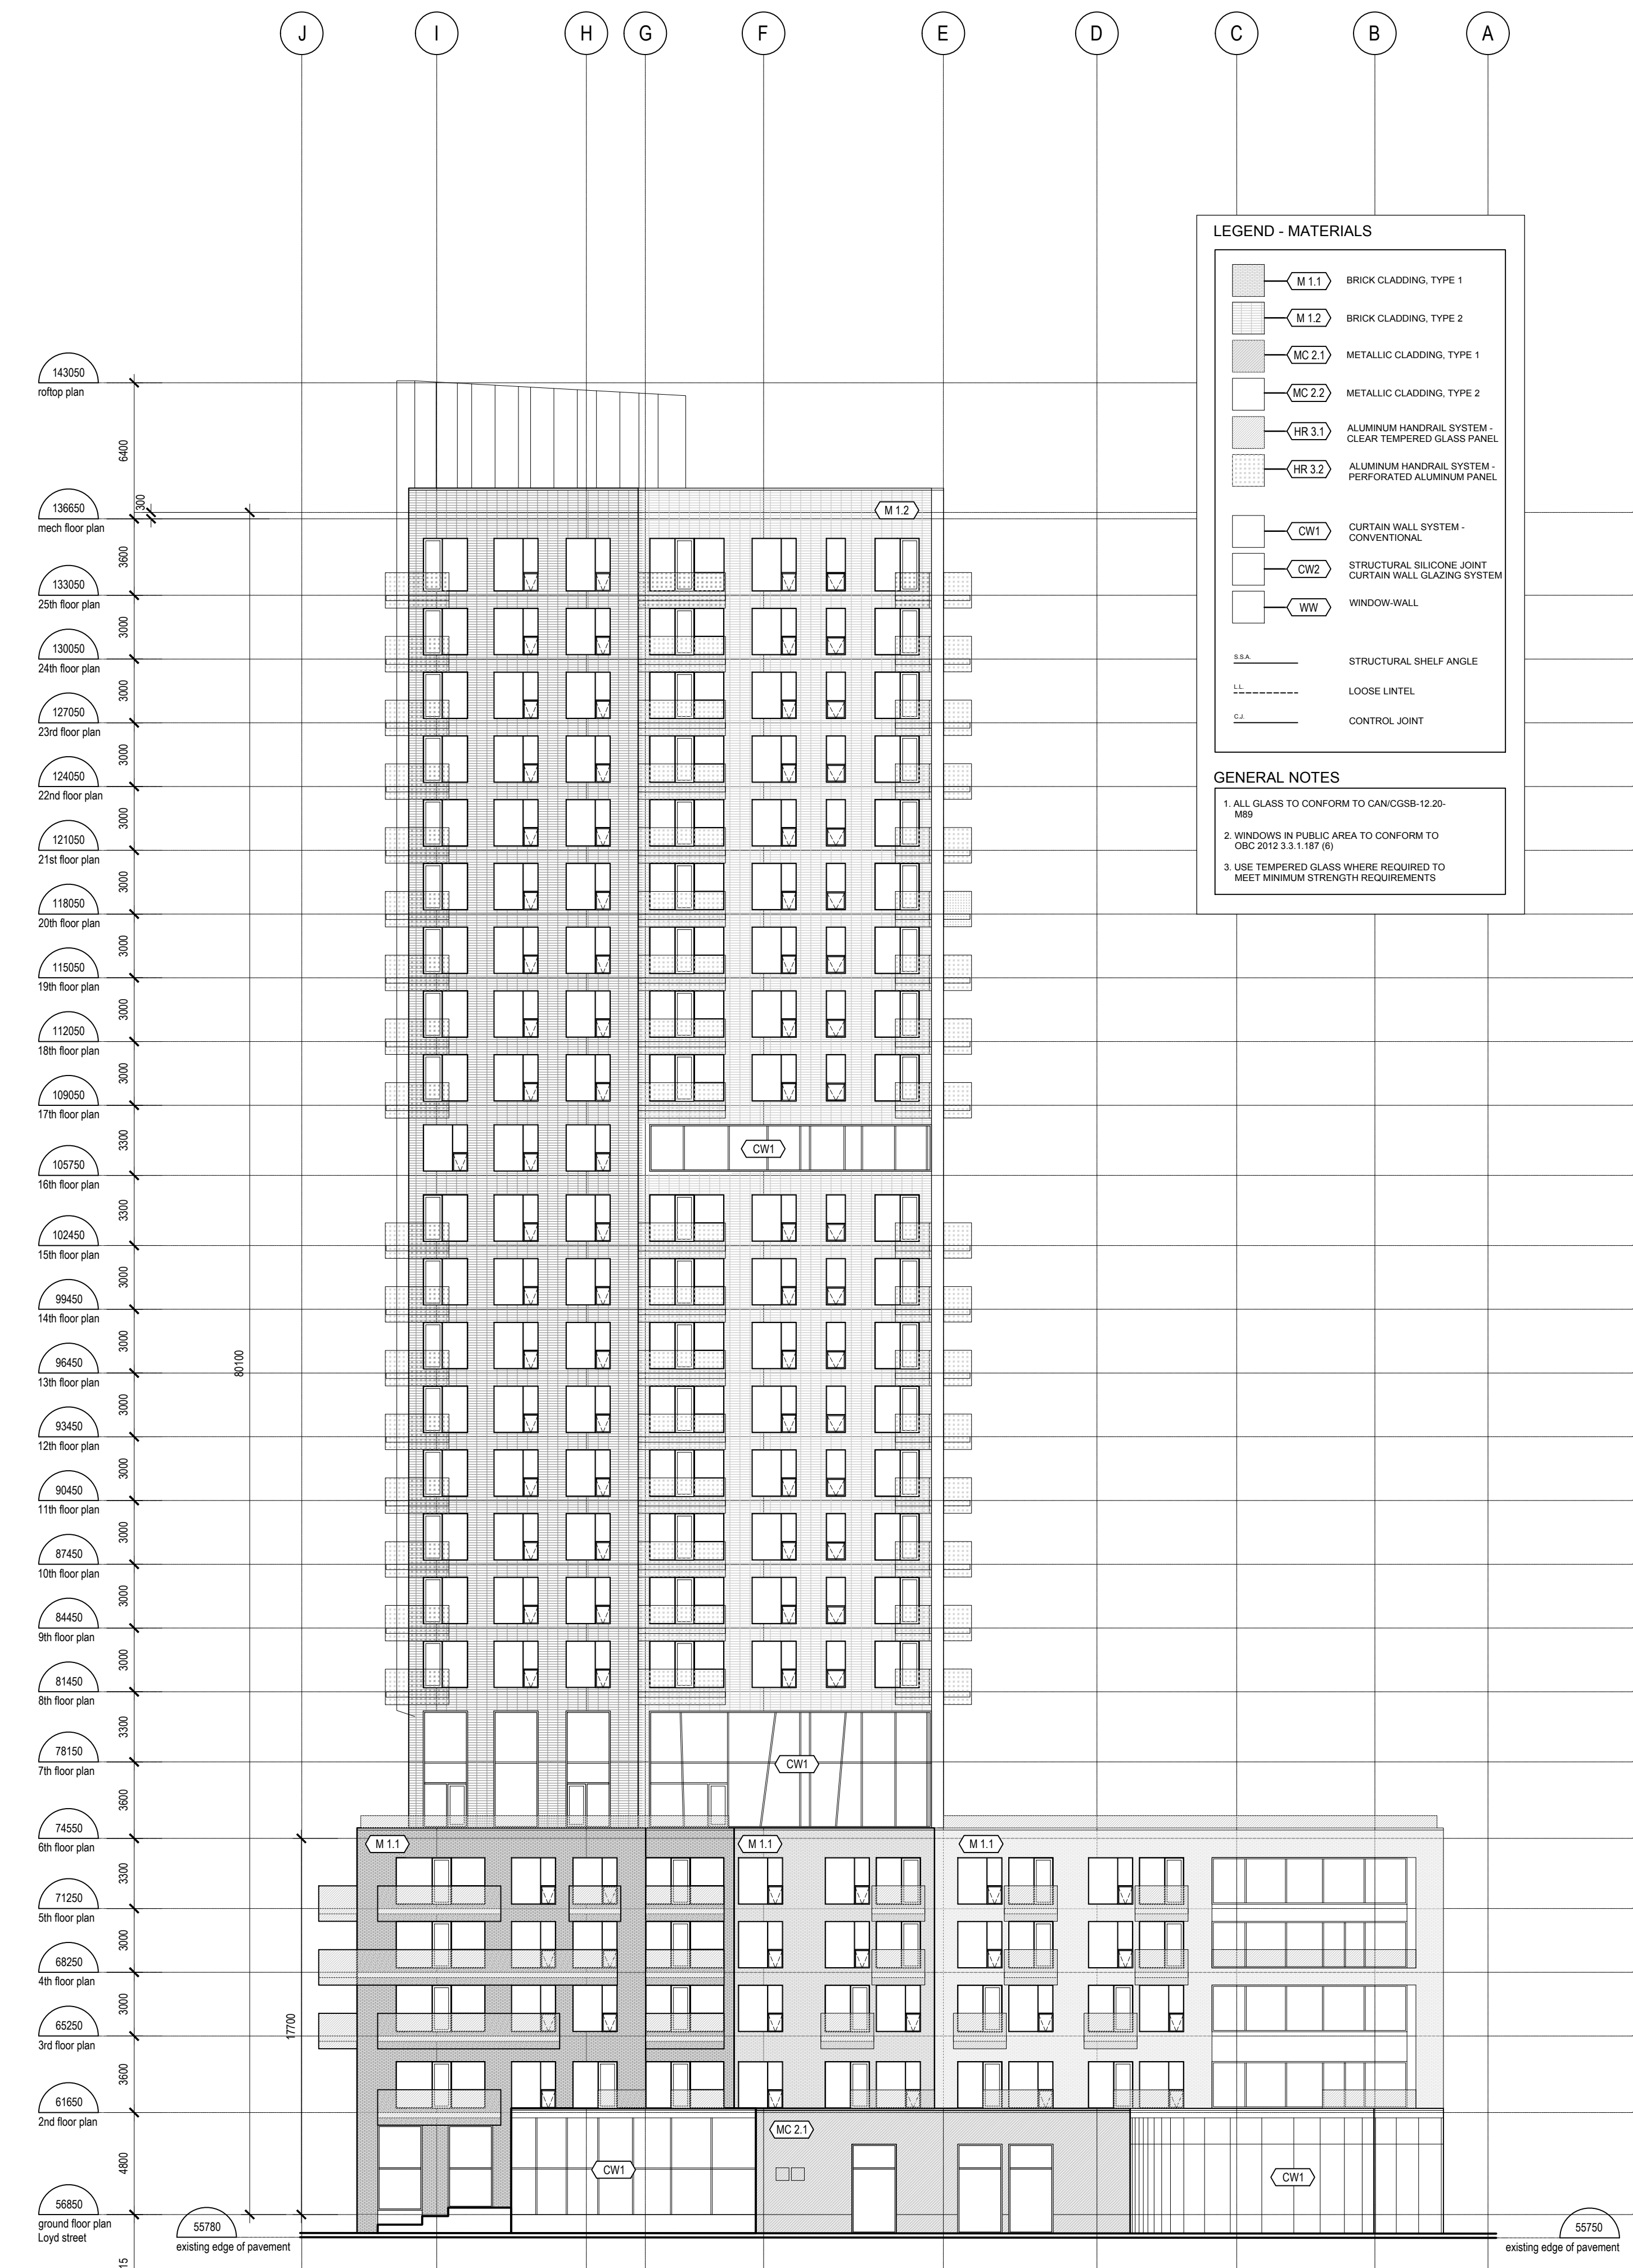 J I H G F E D C B A
LEGEND - MATERIALS
M 1.1 BRICK CLADDING, TYPE 1
M 1.2 BRICK CLADDING, TYPE 2
MC 2.1 METALLIC CLADDING, TYPE 1
MC 2.2 METALLIC CLADDING, TYPE 2
HR 3.1 ALUMINUM HANDRAIL SYSTEM -
CLEAR TEMPERED GLASS PANEL
HR 3.2 ALUMINUM HANDRAIL SYSTEM -
PERFORATED ALUMINUM PANEL
CW1 CURTAIN WALL SYSTEM -
CONVENTIONAL
CW2 STRUCTURAL SILICONE JOINT
CURTAIN WALL GLAZING SYSTEM
WW WINDOW-WALL
S.S.A. STRUCTURAL SHELF ANGLE
L.L. LOOSE LINTEL
C.J. CONTROL JOINT
GENERAL NOTES
1. ALL GLASS TO CONFORM TO CAN/CGSB-12.20-
M89
2. WINDOWS IN PUBLIC AREA TO CONFORM TO
OBC 2012 3.3.1.187 (6)
3. USE TEMPERED GLASS WHERE REQUIRED TO
MEET MINIMUM STRENGTH REQUIREMENTS
143050
roftop plan
6400
300
136650
mech floor plan
M 1.2
3600
133050
25th floor plan
3000
130050
24th floor plan
3000
127050
23rd floor plan
3000
124050
22nd floor plan
3000
121050
21st floor plan
3000
118050
20th floor plan
3000
115050
19th floor plan
3000
112050
18th floor plan
3000
109050
17th floor plan
3300
CW1
105750
16th floor plan
3300
102450
15th floor plan
3000
99450
14th floor plan
3000
80100
96450
13th floor plan
3000
93450
12th floor plan
3000
90450
11th floor plan
3000
87450
10th floor plan
3000
84450
9th floor plan
3000
81450
8th floor plan
3300
78150
7th floor plan
CW1
3600
74550
6th floor plan
M 1.1 M 1.1 M 1.1
3300
71250
5th floor plan
3000
68250
4th floor plan
3000
17700
65250
3rd floor plan
3600
61650
2nd floor plan
MC 2.1
4800
CW1 CW1
56850
ground floor plan
Loyd street
55780
existing edge of pavement
55750
existing edge of pavement